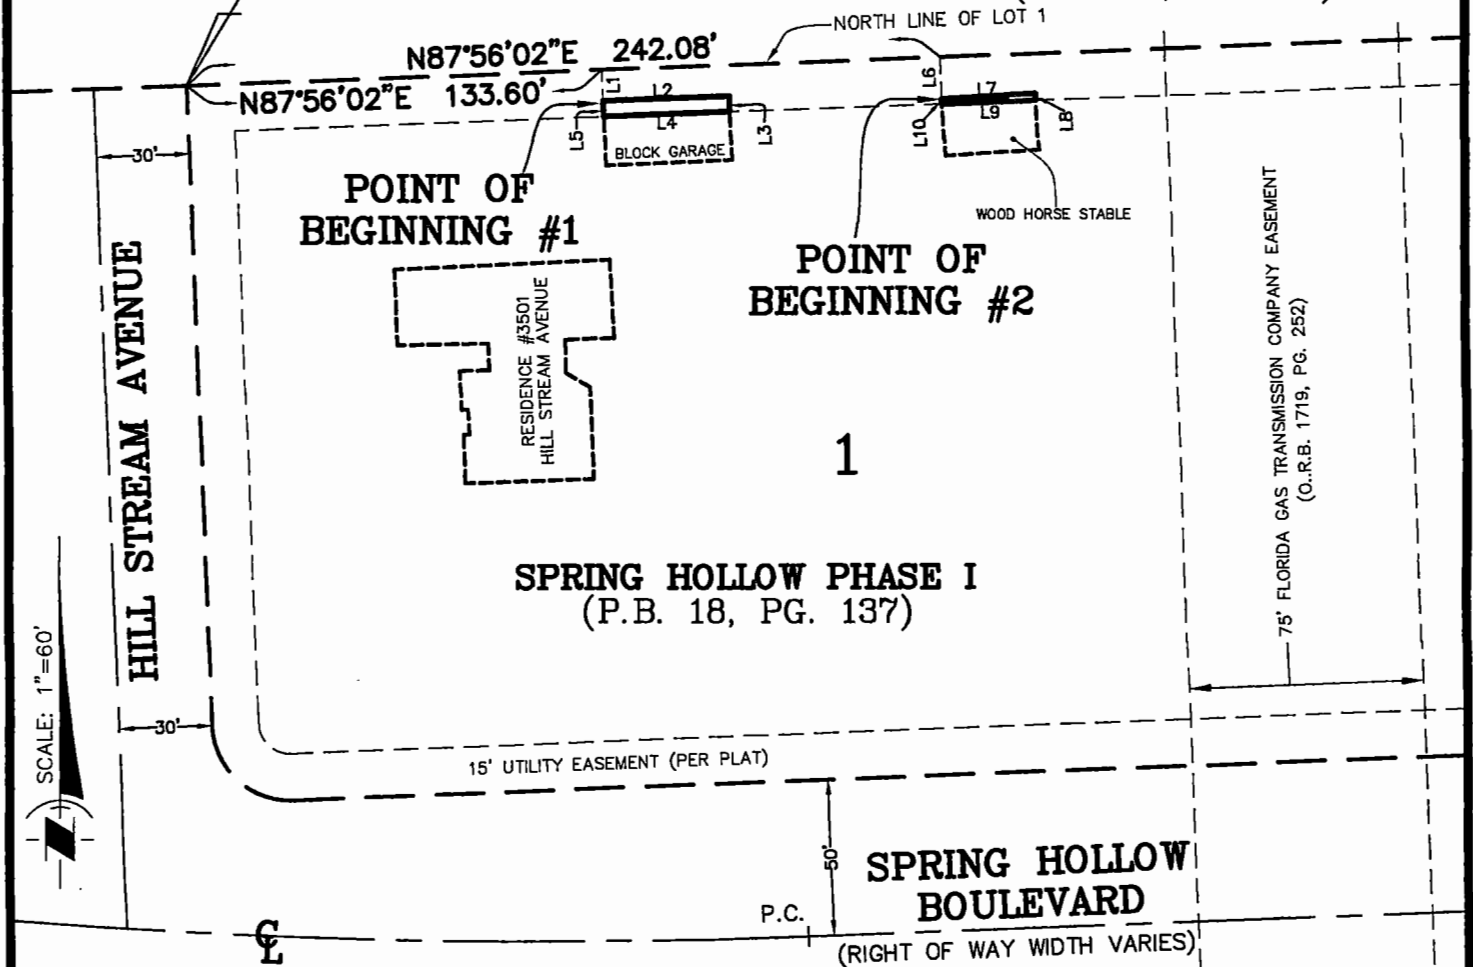 NORTH LINE OF LOT 1
N87°56'02"E 242.08'
N87°56'02"E 133.60'
L1
L2
L3
L4
L5
L6
L7
L8
L9
L10
BLOCK GARAGE
30'
POINT OF
BEGINNING #1
WOOD HORSE STABLE
POINT OF
BEGINNING #2
RESIDENCE #3501
HILL STREAM AVENUE
HILL STREAM AVENUE
75' FLORIDA GAS TRANSMISSION COMPANY EASEMENT
(O..R.B. 1719, PG. 252)
1
SPRING HOLLOW PHASE I
(P.B. 18, PG. 137)
SCALE: 1"=60'
30'
15' UTILITY EASEMENT (PER PLAT)
50'
SPRING HOLLOW
BOULEVARD
P.C.
(RIGHT OF WAY WIDTH VARIES)
CL